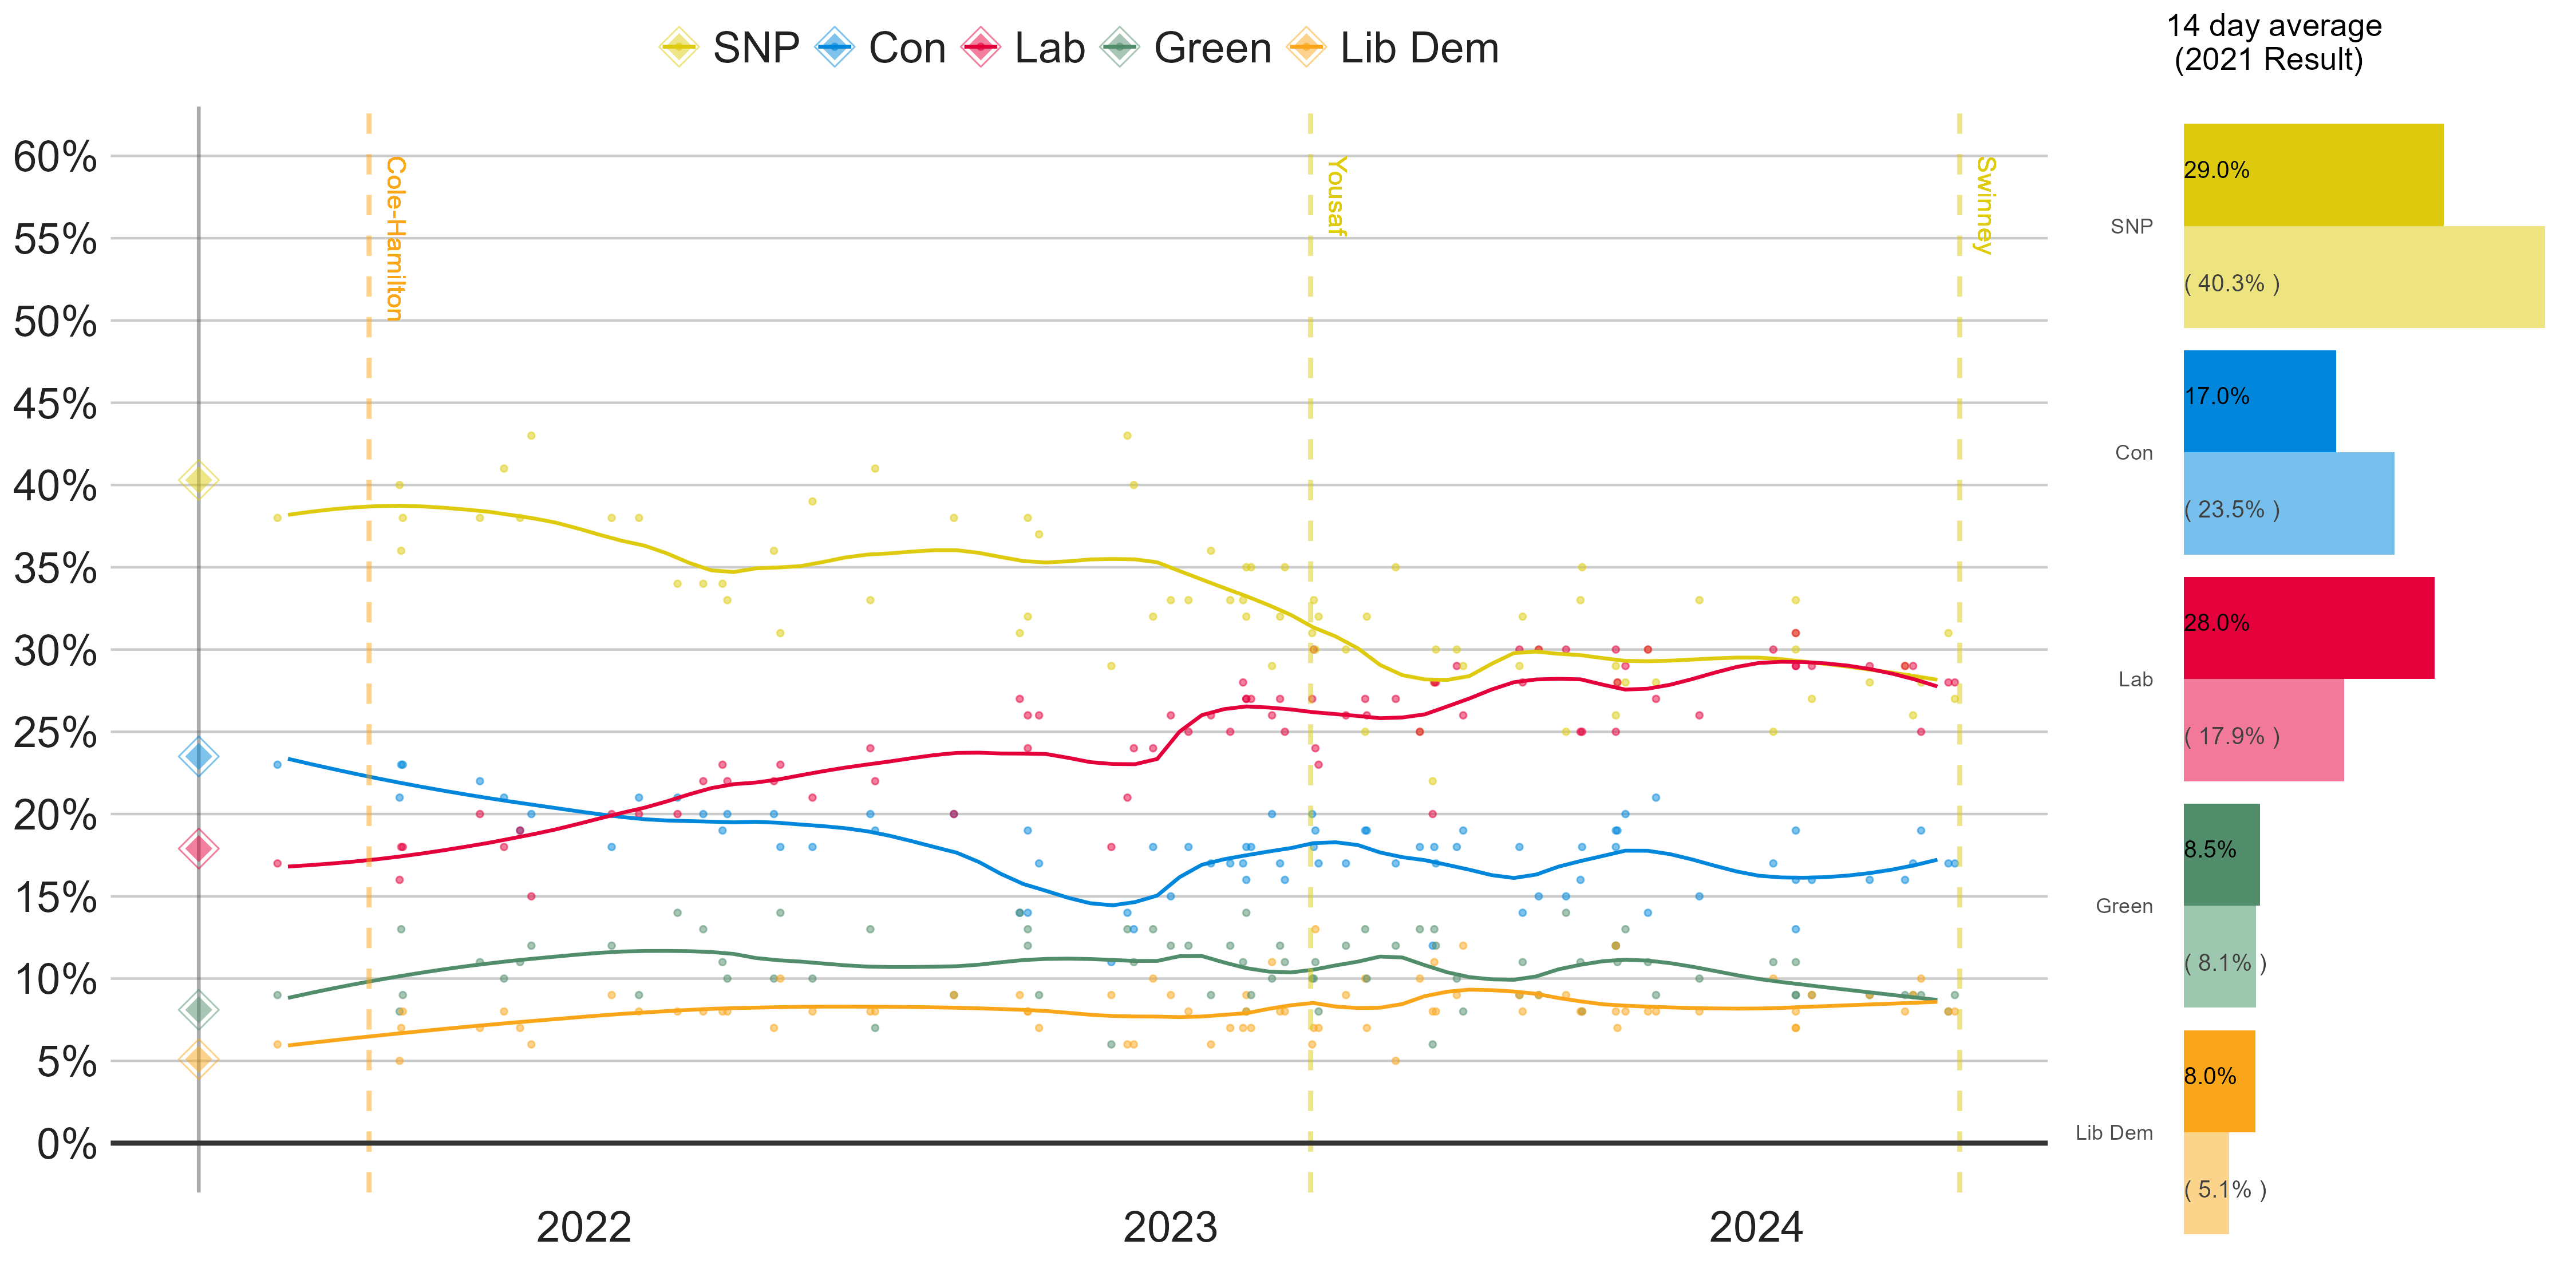 SNP Con Lab Green Lib Dem
14 day average
(2021 Result)
60%
55%
50%
45%
40%
35%
30%
25%
20%
15%
10%
5%
0%
Cole-Hamilton
Yousaf
Swinney
2022 2023 2024
SNP
29.0%
( 40.3% )
Con
17.0%
( 23.5% )
Lab
28.0%
( 17.9% )
Green
8.5%
( 8.1% )
Lib Dem
8.0%
( 5.1% )